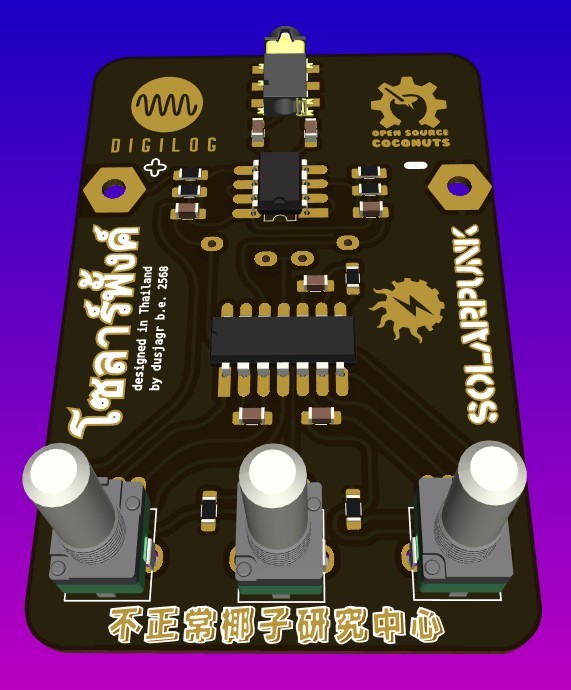 DIGILOG
OPEN SOURCE
COCONUTS
โซลาร์พังค์
designed in Thailand
by dusjagr b.e. 2568
SOLARPUNK
不正常椰子研究中心